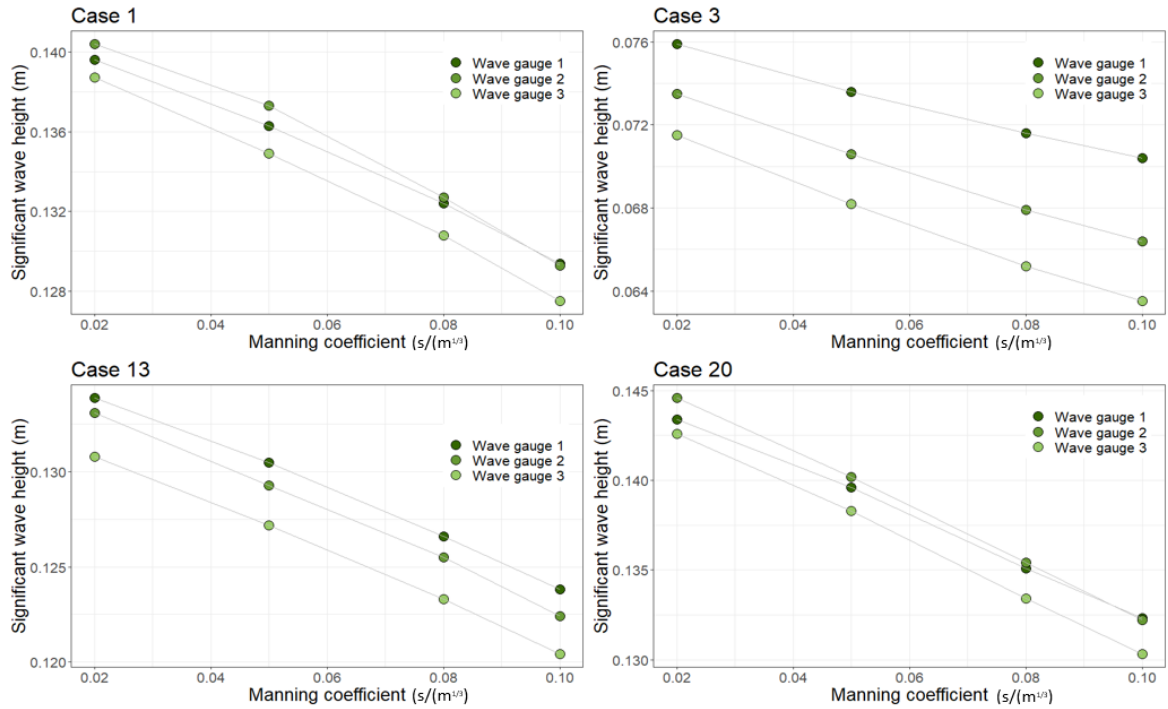 Case 1
Significant wave height (m)
0.140
0.136
0.132
0.128
Wave gauge 1
Wave gauge 2
Wave gauge 3
0.02 0.04 0.06 0.08 0.10
Manning coefficient (s/(m^1/3)
Case 3
Significant wave height (m)
0.076
0.072
0.068
0.064
Wave gauge 1
Wave gauge 2
Wave gauge 3
0.02 0.04 0.06 0.08 0.10
Manning coefficient (s/(m^1/3)
Case 13
Significant wave height (m)
0.130
0.125
0.120
Wave gauge 1
Wave gauge 2
Wave gauge 3
0.02 0.04 0.06 0.08 0.10
Manning coefficient (s/(m^1/3)
Case 20
Significant wave height (m)
0.145
0.140
0.135
0.130
Wave gauge 1
Wave gauge 2
Wave gauge 3
0.02 0.04 0.06 0.08 0.10
Manning coefficient (s/(m^1/3)